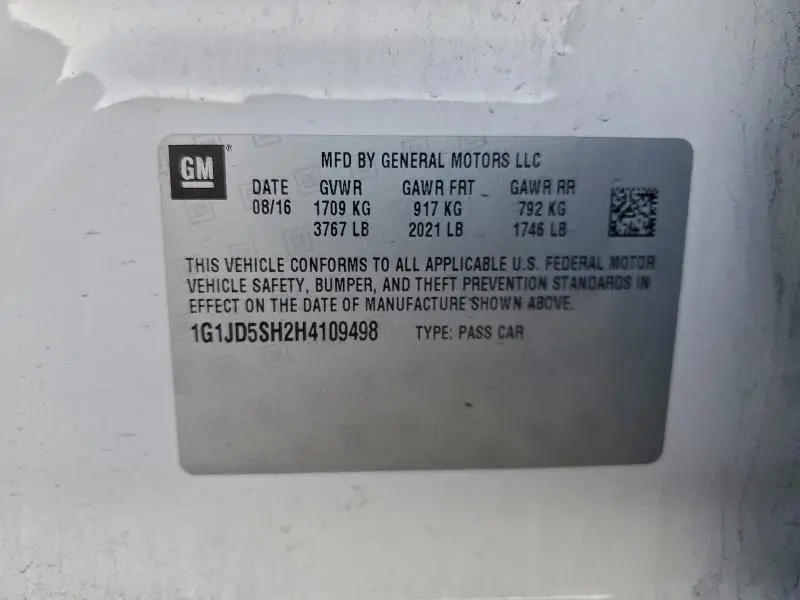 GM®
MFD BY GENERAL MOTORS LLC
DATE GVWR GAWR FRT GAWR RR
08/16 1709 KG 917 KG 792 KG
3767 LB 2021 LB 1746 LB
THIS VEHICLE CONFORMS TO ALL APPLICABLE U.S. FEDERAL MOTOR
VEHICLE SAFETY, BUMPER, AND THEFT PREVENTION STANDARDS IN
EFFECT ON THE DATE OF MANUFACTURE SHOWN ABOVE.
1G1JD5SH2H4109498 TYPE: PASS CAR